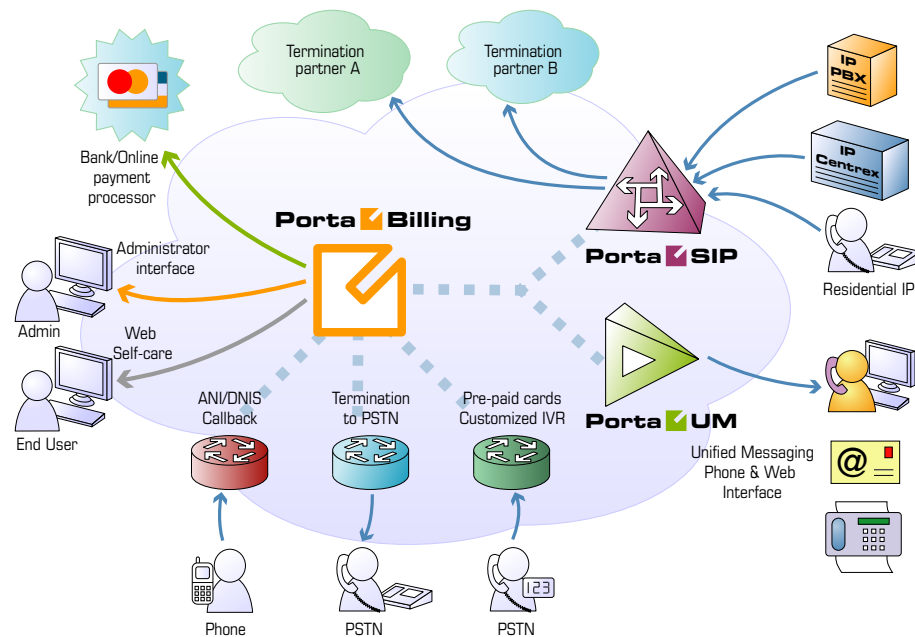 Termination
partner A
Termination
partner B
IP
PBX
IP
Centrex
Bank/Online
payment
processor
Porta Billing
Administrator
interface
Porta SIP
Residential IP
Admin
Web
Self-care
End User
ANI/DNIS
Callback
Termination
to PSTN
Pre-paid cards
Customized IVR
Porta UM
Unified Messaging
Phone & Web
Interface
@
123
Phone
PSTN
PSTN